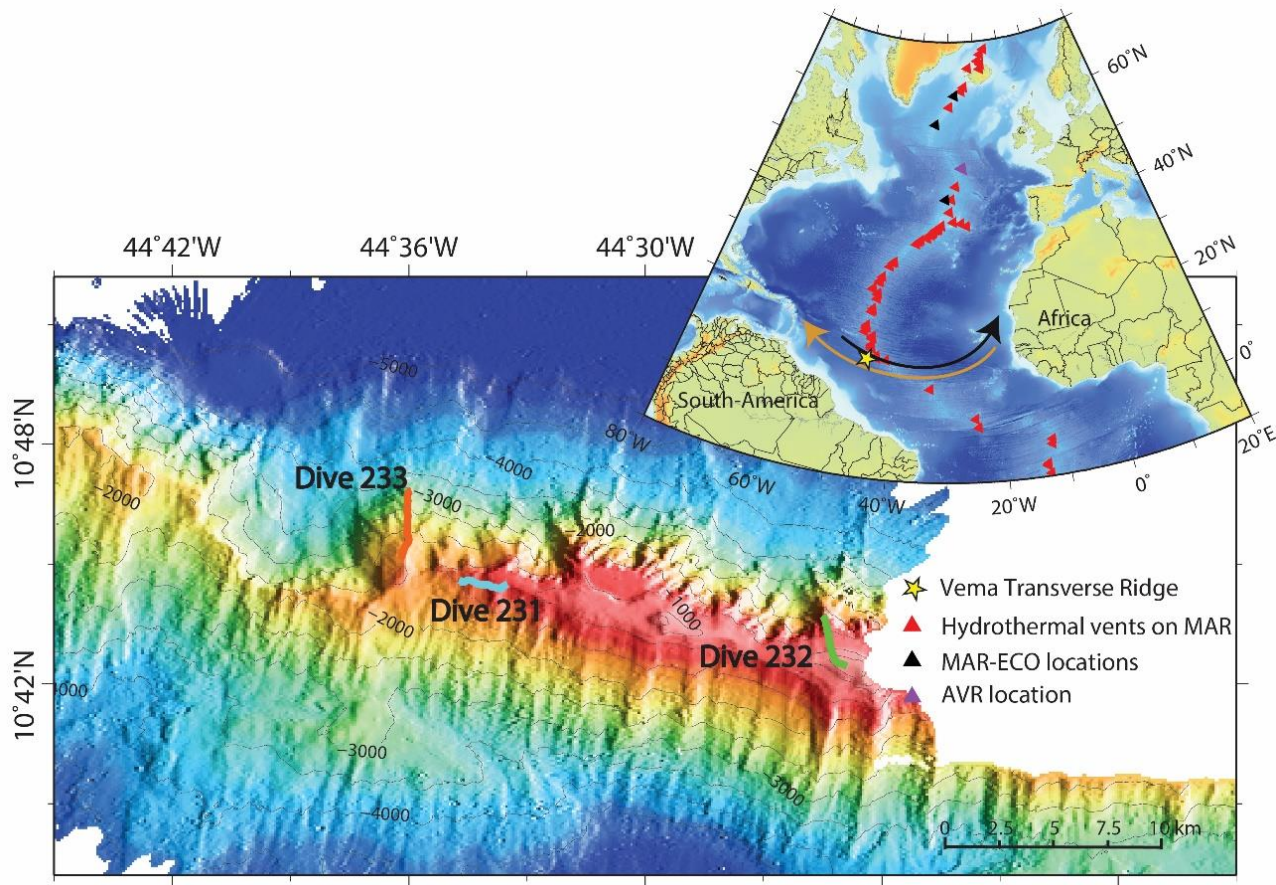 60°N
40°N
20°N
0°
20°E
0°
20°W
40°W
60°W
80°W
Africa
South-America
44°42'W
44°36'W
44°30'W
10°48'N
10°42'N
−5000
−4000
−3000
−2000
−2000
−1000
−2000
−3000
−3000
−4000
4000
Dive 233
Dive 231
Dive 232
Vema Transverse Ridge
Hydrothermal vents on MAR
MAR-ECO locations
AVR location
0 2.5 5 7.5 10 km